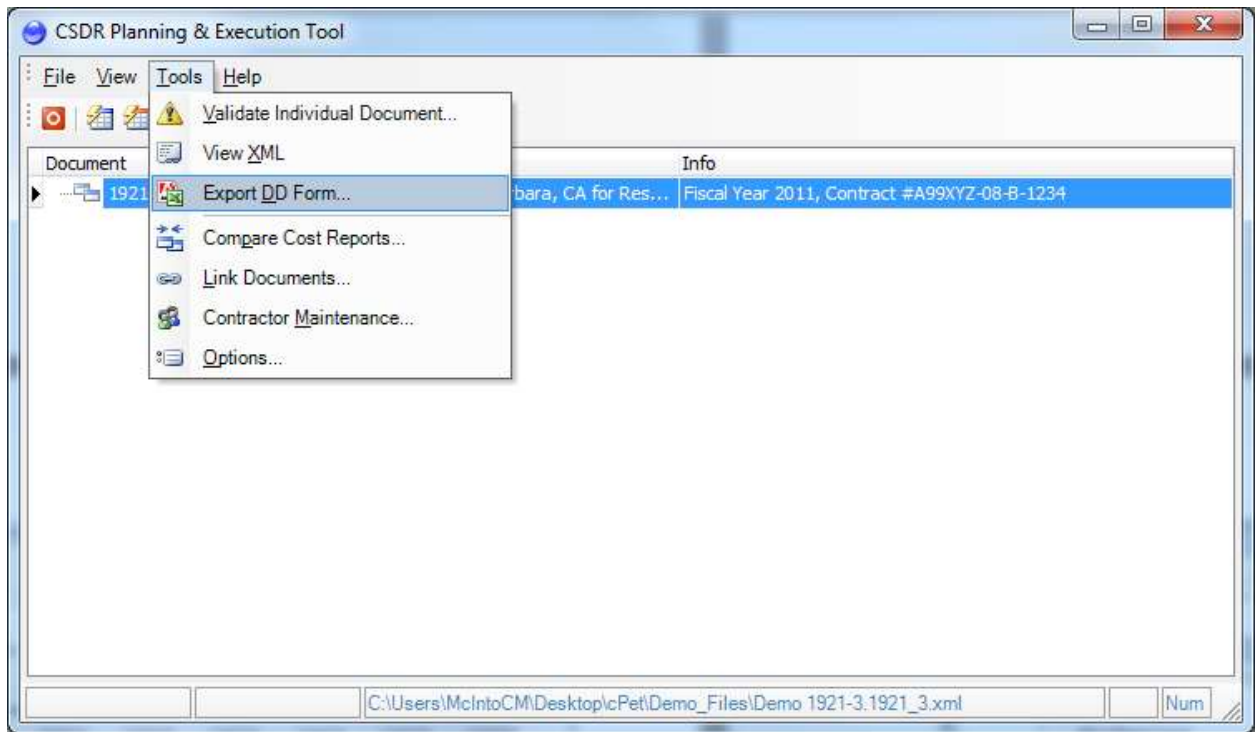 CSDR Planning & Execution Tool
File View Tools Help
Validate Individual Document...
Document Info
View XML
1921 Export DD Form... bara, CA for Res... Fiscal Year 2011, Contract #A99XYZ-08-B-1234
Compare Cost Reports...
Link Documents...
Contractor Maintenance...
Options...
C:\Users\McIntoCM\Desktop\cPet\Demo_Files\Demo 1921-3.1921_3.xml Num